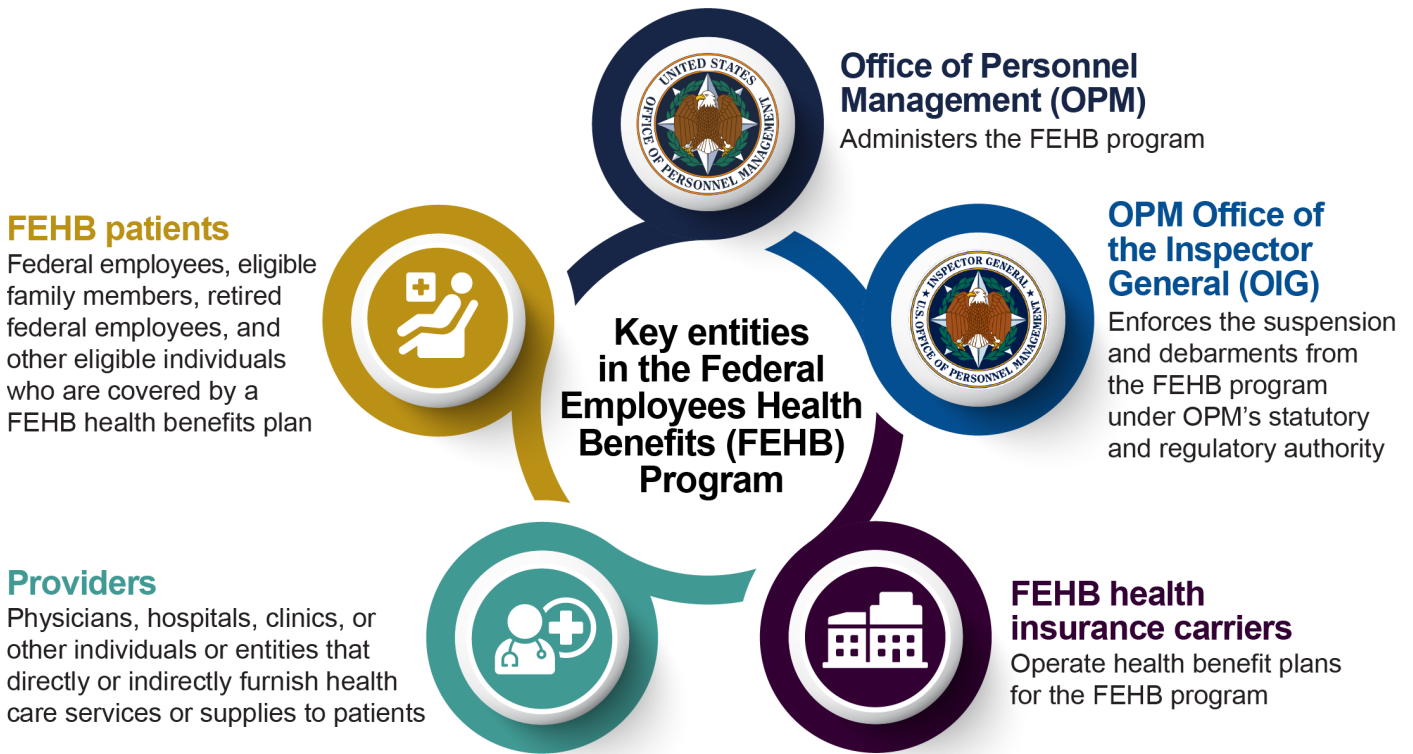 UNITED STATES
OFFICE OF PERSONNEL MANAGEMENT
Office of Personnel
Management (OPM)
Administers the FEHB program
INSPECTOR GENERAL
U.S. OFFICE OF PERSONNEL MANAGEMENT
OPM Office of
the Inspector
General (OIG)
Enforces the suspension
and debarments from
the FEHB program
under OPM’s statutory
and regulatory authority
FEHB patients
Federal employees, eligible
family members, retired
federal employees, and
other eligible individuals
who are covered by a
FEHB health benefits plan
Key entities
in the Federal
Employees Health
Benefits (FEHB)
Program
Providers
Physicians, hospitals, clinics, or
other individuals or entities that
directly or indirectly furnish health
care services or supplies to patients
FEHB health
insurance carriers
Operate health benefit plans
for the FEHB program